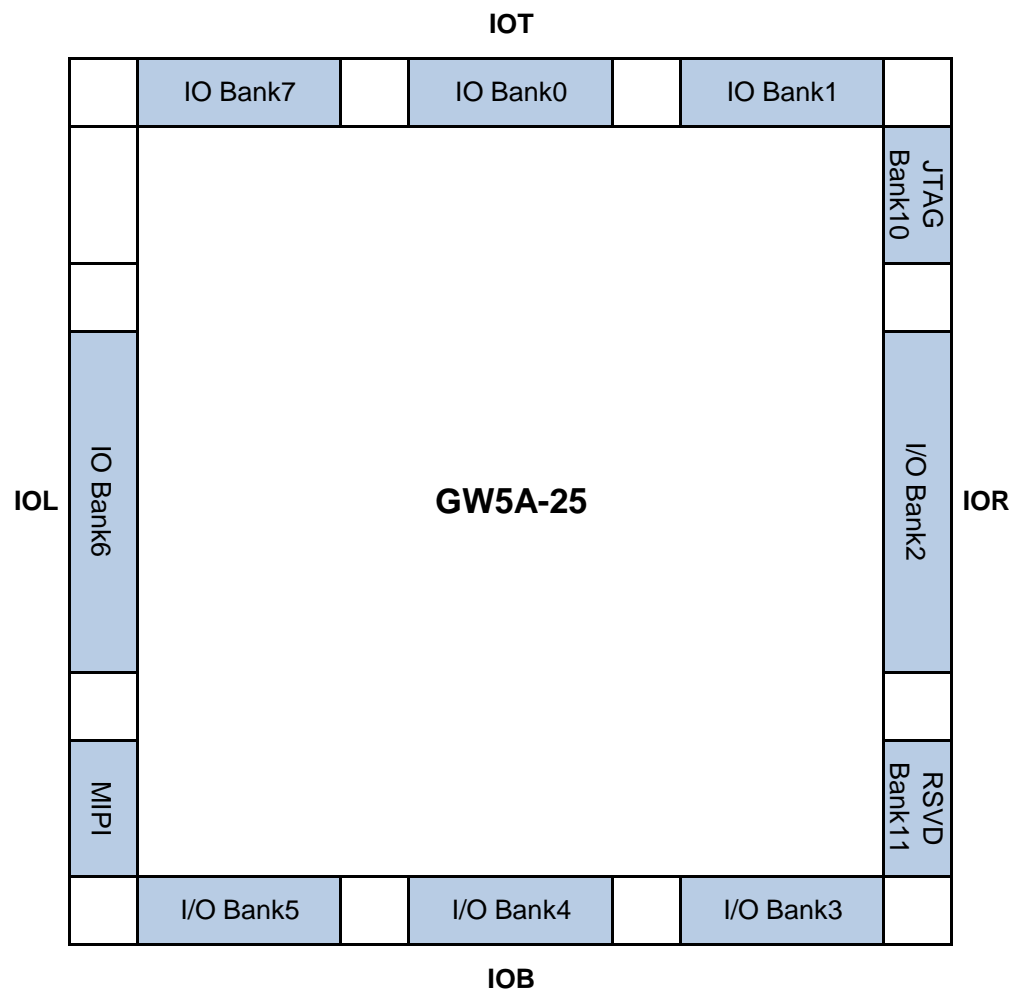 IOT
IO Bank7
IO Bank0
IO Bank1
JTAG
Bank10
IO Bank6
I/O Bank2
IOL
GW5A-25
IOR
MIPI
RSVD
Bank11
I/O Bank5
I/O Bank4
I/O Bank3
IOB